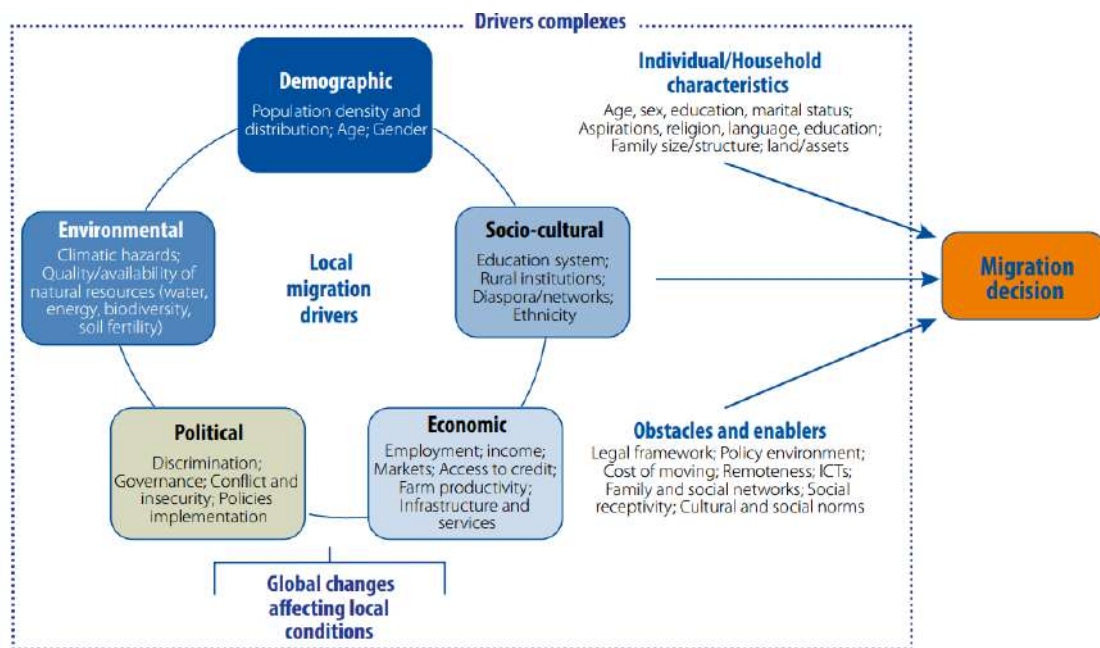 Drivers complexes
Demographic
Population density and
distribution; Age; Gender
Individual/Household
characteristics
Age, sex, education, marital status;
Aspirations, religion, language, education;
Family size/structure; land/assets
Environmental
Climatic hazards;
Quality/availability of
natural resources (water,
energy, biodiversity,
soil fertility)
Local
migration
drivers
Socio-cultural
Education system;
Rural institutions;
Diaspora/networks;
Ethnicity
Migration
decision
Political
Discrimination;
Governance; Conflict and
insecurity; Policies
implementation
Economic
Employment; income;
Markets; Access to credit;
Farm productivity;
Infrastructure and
services
Obstacles and enablers
Legal framework; Policy environment;
Cost of moving; Remoteness; ICTs;
Family and social networks; Social
receptivity; Cultural and social norms
Global changes
affecting local
conditions